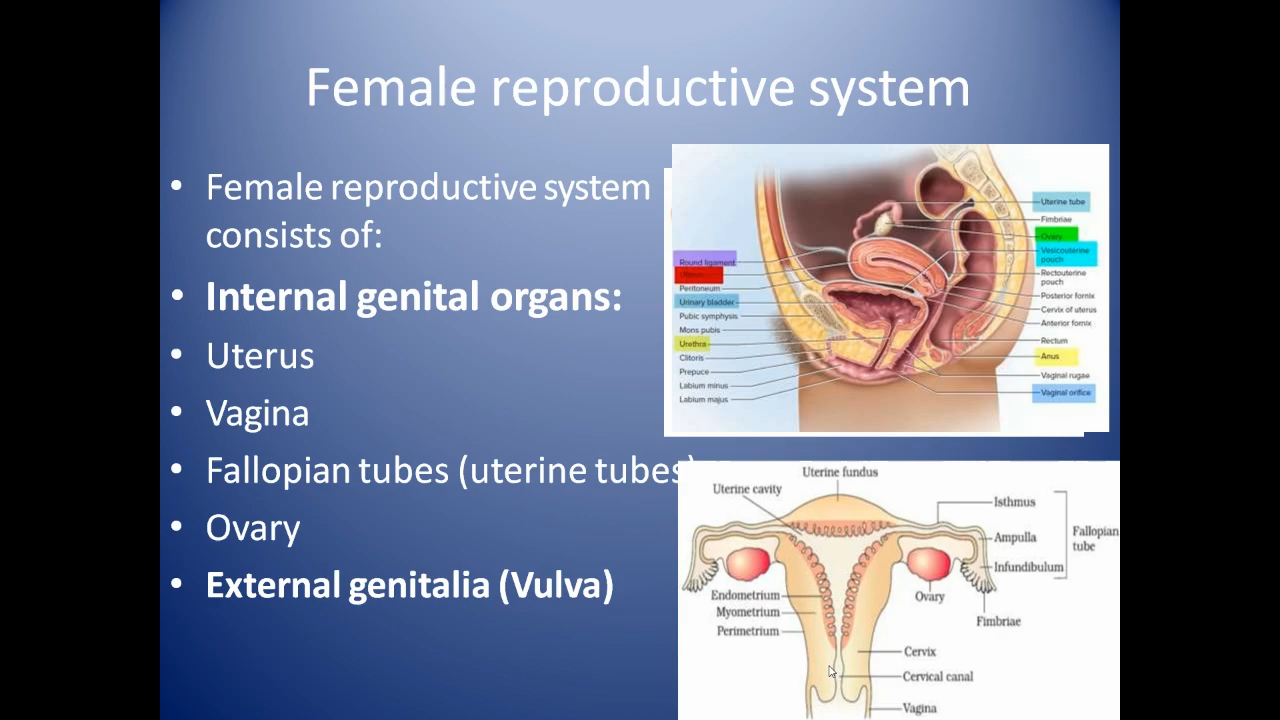 Female reproductive system
• Female reproductive system
consists of:
• Internal genital organs:
• Uterus
• Vagina
• Fallopian tubes (uterine tubes)
• Ovary
• External genitalia (Vulva)
Round ligament
Peritoneum
Urinary bladder
Pubic symphysis
Mons pubis
Urethra
Clitoris
Prepuce
Labium minus
Labium majus
Uterine tube
Fimbriae
Ovary
Vesicouterine
pouch
Rectouterine
pouch
Posterior fornix
Cervix of uterus
Anterior fornix
Rectum
Anus
Vaginal rugae
Vaginal orifice
Uterine fundus
Uterine cavity
Isthmus
Ampulla
Fallopian
tube
Infundibulum
Endometrium
Ovary
Myometrium
Fimbriae
Perimetrium
Cervix
Cervical canal
Vagina